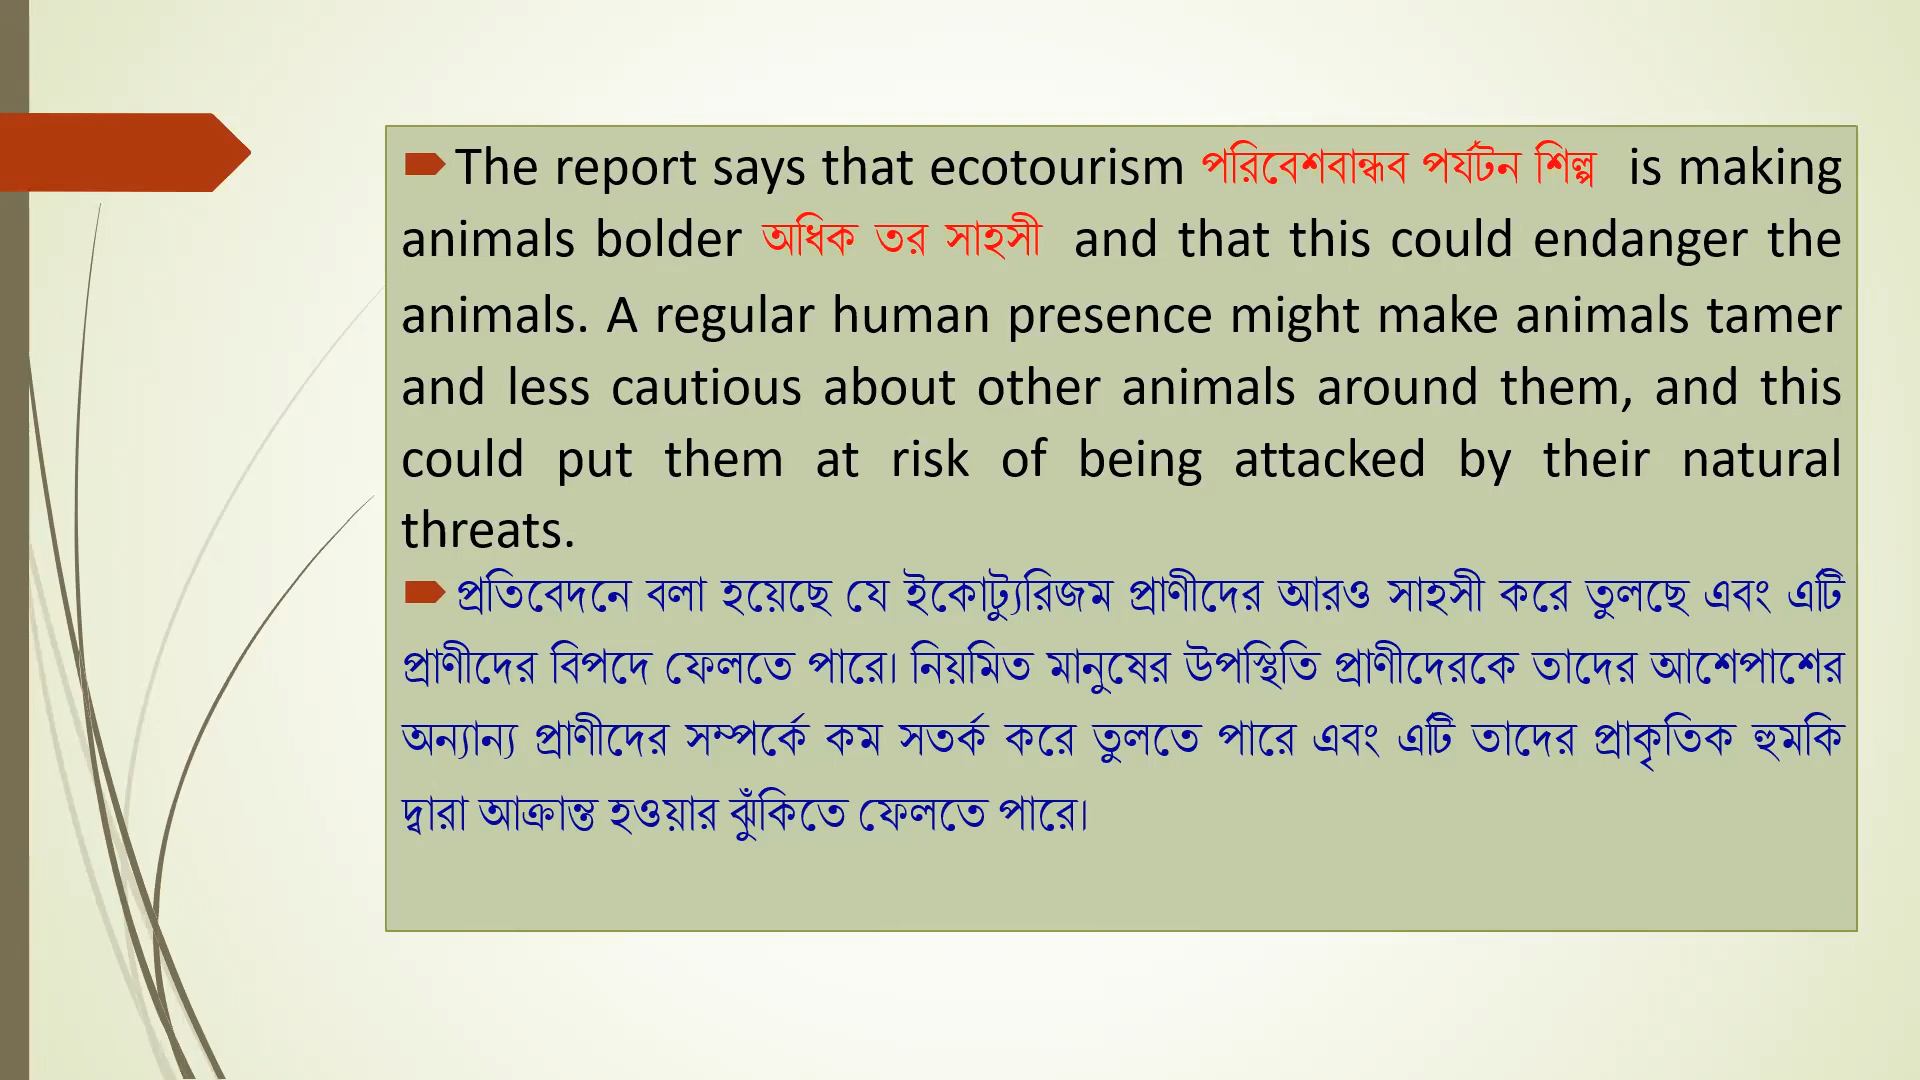 The report says that ecotourism পরিবেশবান্ধব পর্যটন শিল্প is making
animals bolder অধিক তর সাহসী and that this could endanger the
animals. A regular human presence might make animals tamer
and less cautious about other animals around them, and this
could put them at risk of being attacked by their natural
threats.
প্রতিবেদনে বলা হয়েছে যে ইকোট্যুরিজম প্রাণীদের আরও সাহসী করে তুলছে এবং এটি
প্রাণীদের বিপদে ফেলতে পারে। নিয়মিত মানুষের উপস্থিতি প্রাণীদেরকে তাদের আশেপাশের
অন্যান্য প্রাণীদের সম্পর্কে কম সতর্ক করে তুলতে পারে এবং এটি তাদের প্রাকৃতিক হুমকি
দ্বারা আক্রান্ত হওয়ার ঝুঁকিতে ফেলতে পারে।